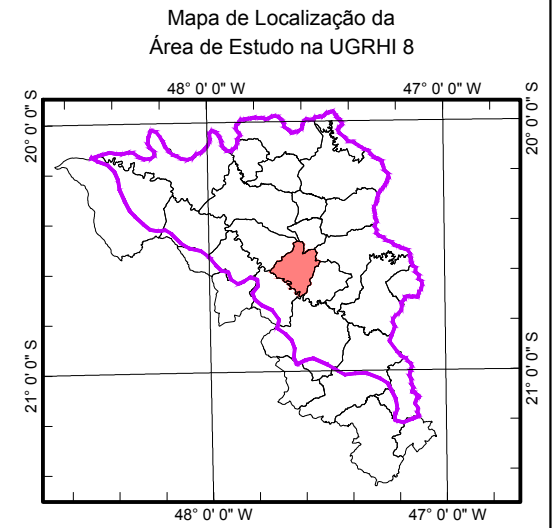 Mapa de Localização da
Área de Estudo na UGRHI 8
48° 0' 0" W
47° 0' 0" W
20° 0' 0" S
20° 0' 0" S
21° 0' 0" S
21° 0' 0" S
48° 0' 0" W
47° 0' 0" W